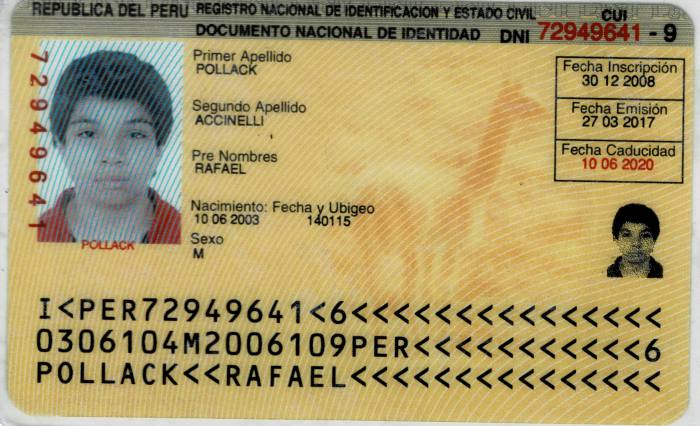 REPUBLICA DEL PERU REGISTRO NACIONAL DE IDENTIFICACION Y ESTADO CIVIL CUI
DOCUMENTO NACIONAL DE IDENTIDAD DNI 72949641 - 9
72949641
Primer Apellido
POLLACK
Segundo Apellido
ACCINELLI
Pre Nombres
RAFAEL
Nacimiento: Fecha y Ubigeo
10 06 2003 140115
Sexo
M
Fecha Inscripción
30 12 2008
Fecha Emisión
27 03 2017
Fecha Caducidad
10 06 2020
POLLACK
I<PER72949641<6<<<<<<<<<<<<<<<
0306104M2006109PER<<<<<<<<<<<6
POLLACK<<RAFAEL<<<<<<<<<<<<<<<